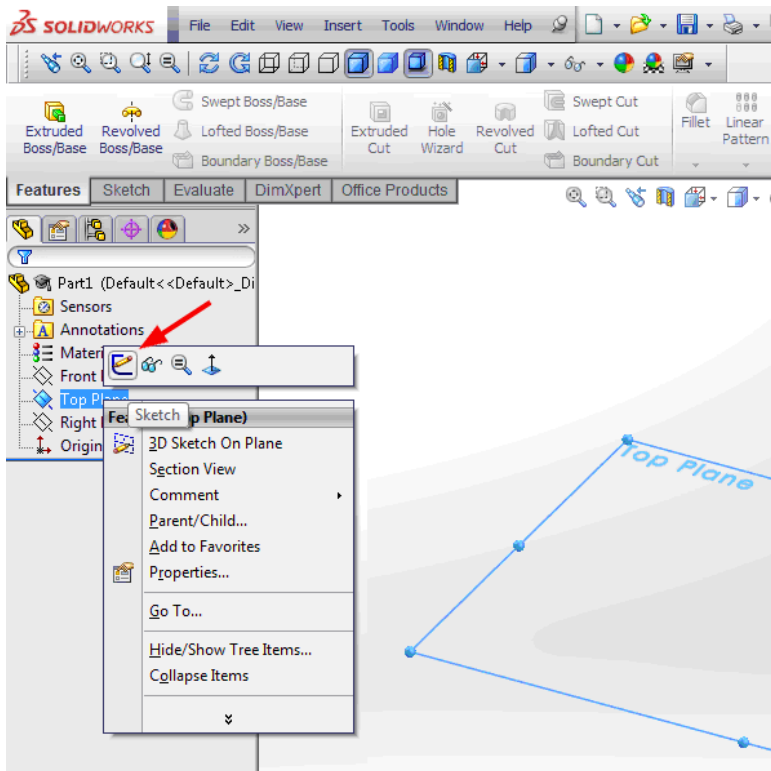 SOLIDWORKS File Edit View Insert Tools Window Help
Swept Boss/Base Swept Cut
Extruded Boss/Base Revolved Boss/Base Lofted Boss/Base Extruded Cut Hole Wizard Revolved Cut Lofted Cut Fillet Linear Pattern
Boundary Boss/Base Boundary Cut
Features Sketch Evaluate DimXpert Office Products
Part1 (Default<<Default>_Di
Sensors
Annotations
Materi
Front
Top Plane
Sketch
Right
Fea p Plane)
Origin
3D Sketch On Plane
Section View
Comment
Parent/Child...
Add to Favorites
Properties...
Go To...
Hide/Show Tree Items...
Collapse Items
Top Plane